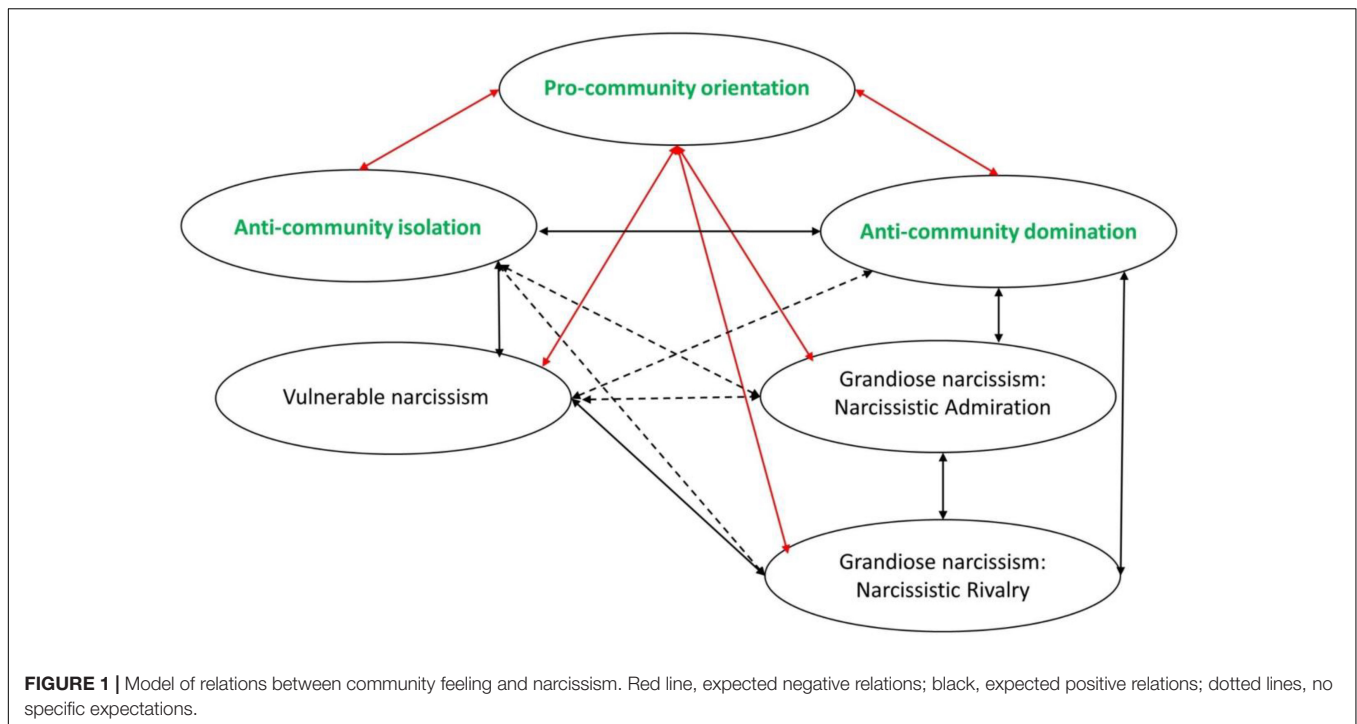 Pro-community orientation
Anti-community isolation
Anti-community domination
Vulnerable narcissism
Grandiose narcissism:
Narcissistic Admiration
Grandiose narcissism:
Narcissistic Rivalry
FIGURE 1 | Model of relations between community feeling and narcissism. Red line, expected negative relations; black, expected positive relations; dotted lines, no
specific expectations.